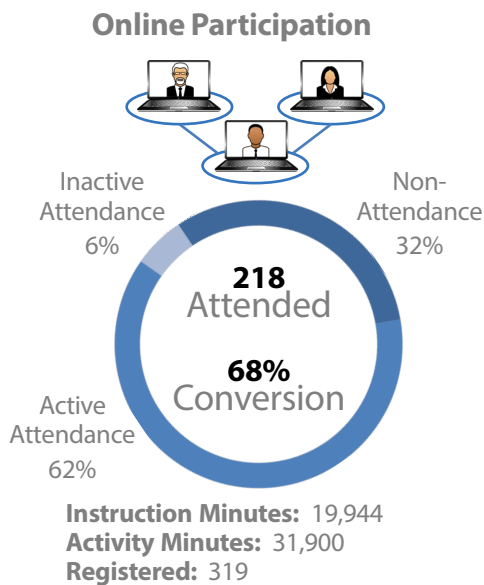 Online Participation
Inactive
Attendance
6%
Non-
Attendance
32%
218
Attended
68%
Conversion
Active
Attendance
62%
Instruction Minutes: 19,944
Activity Minutes: 31,900
Registered: 319